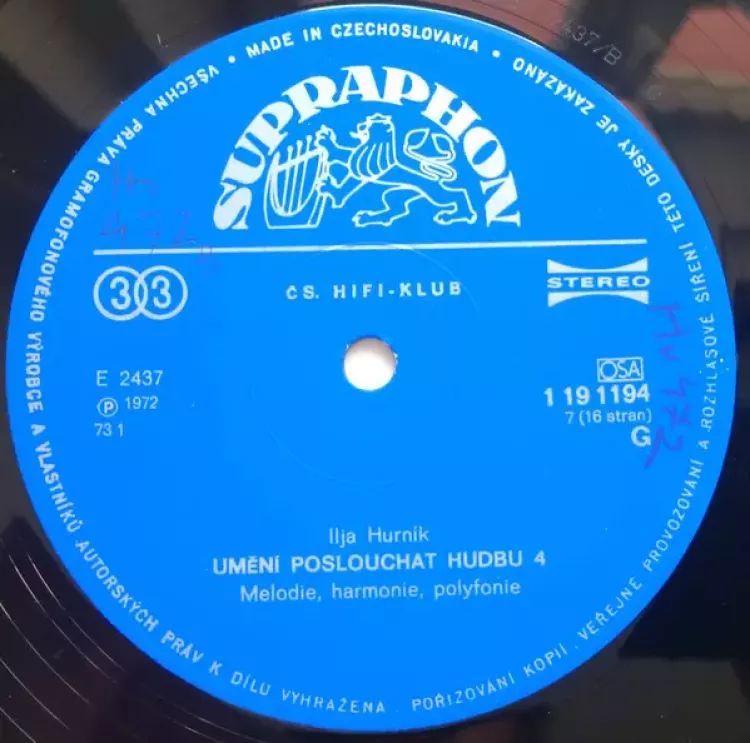 VŠECHNA PRÁVA GRAMOFONOVÉHO VÝROBCE A VLASTNÍKŮ AUTORSKÝCH PRÁV K DÍLU VYHRAŽENA. POŘIZOVÁNÍ KOPIÍ, VEŘEJNÉ PROVOZOVÁNÍ A ROZHLASOVÉ ŠÍŘENÍ TÉTO DESKY JE ZAKÁZÁNO • MADE IN CZECHOSLOVAKIA •
SUPRAPHON
33
ČS. HIFI-KLUB
STEREO
E 2437
Ⓟ 1972
73 1
OSA
1 19 1194
7 (16 stran)
G
Ilja Hurník
UMĚNÍ POSLOUCHAT HUDBU 4
Melodie, harmonie, polyfonie
437/B